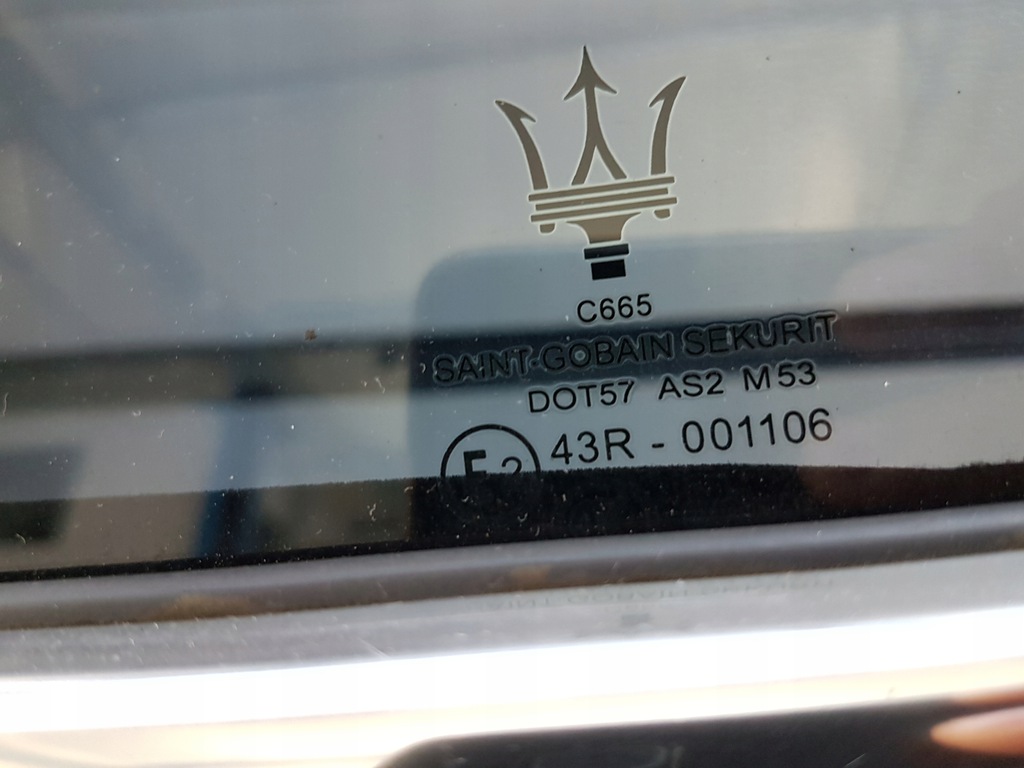 C665
SAINT-GOBAIN SEKURIT
DOT57 AS2 M53
E2 43R - 001106